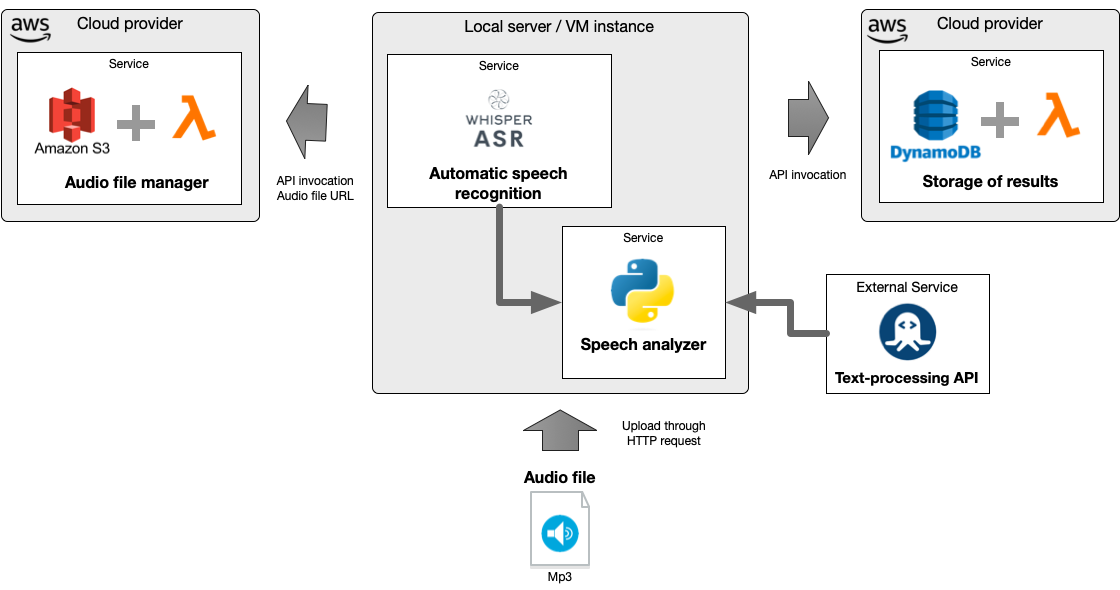 aws
Cloud provider
Service
Amazon S3
Audio file manager
API invocation
Audio file URL
Local server / VM instance
Service
WHISPER
ASR
Automatic speech
recognition
Service
Speech analyzer
API invocation
aws
Cloud provider
Service
DynamoDB
Storage of results
External Service
Text-processing API
Upload through
HTTP request
Audio file
Mp3